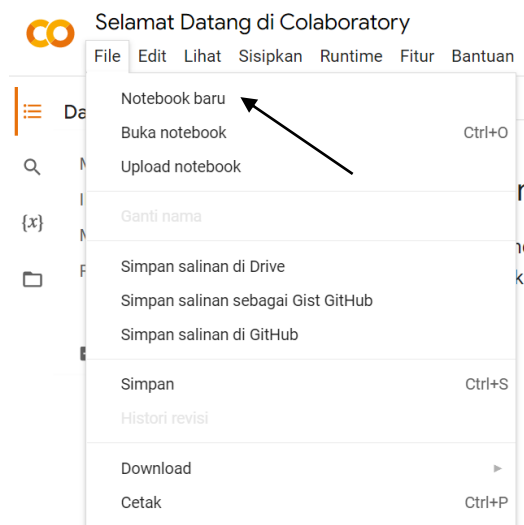 Selamat Datang di Colaboratory
File Edit Lihat Sisipkan Runtime Fitur Bantuan
Notebook baru
Buka notebook Ctrl+O
Upload notebook
Ganti nama
Simpan salinan di Drive
Simpan salinan sebagai Gist GitHub
Simpan salinan di GitHub
Simpan Ctrl+S
Histori revisi
Download
Cetak Ctrl+P
{x}